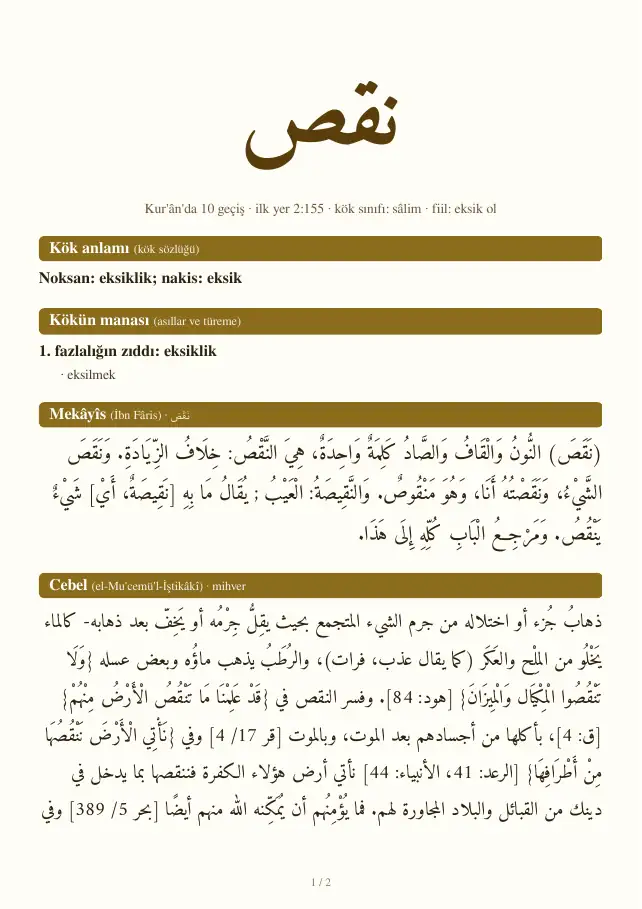 نقص
Kur'ân'da 10 geçiş · ilk yer 2:155 · kök sınıfı: sâlim · fiil: eksik ol
Kök anlamı (kök sözlüğü)
Noksan: eksiklik; nakis: eksik
Kökün manası (asıllar ve türeme)
1. fazlalığın zıddı: eksiklik
· eksilmek
Mekâyîs (İbn Fâris) · نَقَصَ
(نَقَصَ) النُّونُ وَالْقَافُ وَالصَّادُ كَلِمَةٌ وَاحِدَةٌ، هِيَ النَّقْصُ: خِلَافُ الزِّيَادَةِ. وَنَقَصَ
الشَّيْءُ، وَنَقَصْتُهُ أَنَا، وَهُوَ مَنْقُوصٌ. وَالنَّقِيصَةُ: الْعَيْبُ ; يُقَالُ مَا بِهِ [نَقِيصَةٌ، أَيْ] شَيْءٌ
يَنْقُصُ. وَمَرْجِعُ الْبَابِ كُلِّهِ إِلَى هَذَا.
Cebel (el-Mu'cemü'l-İştikâkî) · mihver
ذهابُ جُزء أو اختلاله من جرم الشيء المتجمع بحيث يقِلُّ جِرْمُه أو يَخِفّ بعد ذهابه- كالماء
يَخْلُو من المِلْح والعَكَر (كما يقال عذب، فرات)، والرُطَبُ يذهب ماؤه وبعض عسله {وَلَا
تَنْقُصُوا الْمِكْيَالَ وَالْمِيزَانَ} [هود: 84]. وفسر النقص في {قَدْ عَلِمْنَا مَا تَنْقُصُ الْأَرْضُ مِنْهُمْ}
[ق: 4]، بأكلها من أجسادهم بعد الموت، وبالموت [قر 17/ 4] وفي {نَأْتِي الْأَرْضَ نَنْقُصُهَا
مِنْ أَطْرَافِهَا} [الرعد: 41، الأنبياء: 44] نأتي أرض هؤلاء الكفرة فننقصها بما يدخل في
دينك من القبائل والبلاد المجاورة لهم. فما يُؤْمِنُهم أن يُمَكِّنه الله منهم أيضًا [بحر 5/ 389] وفي
1 / 2